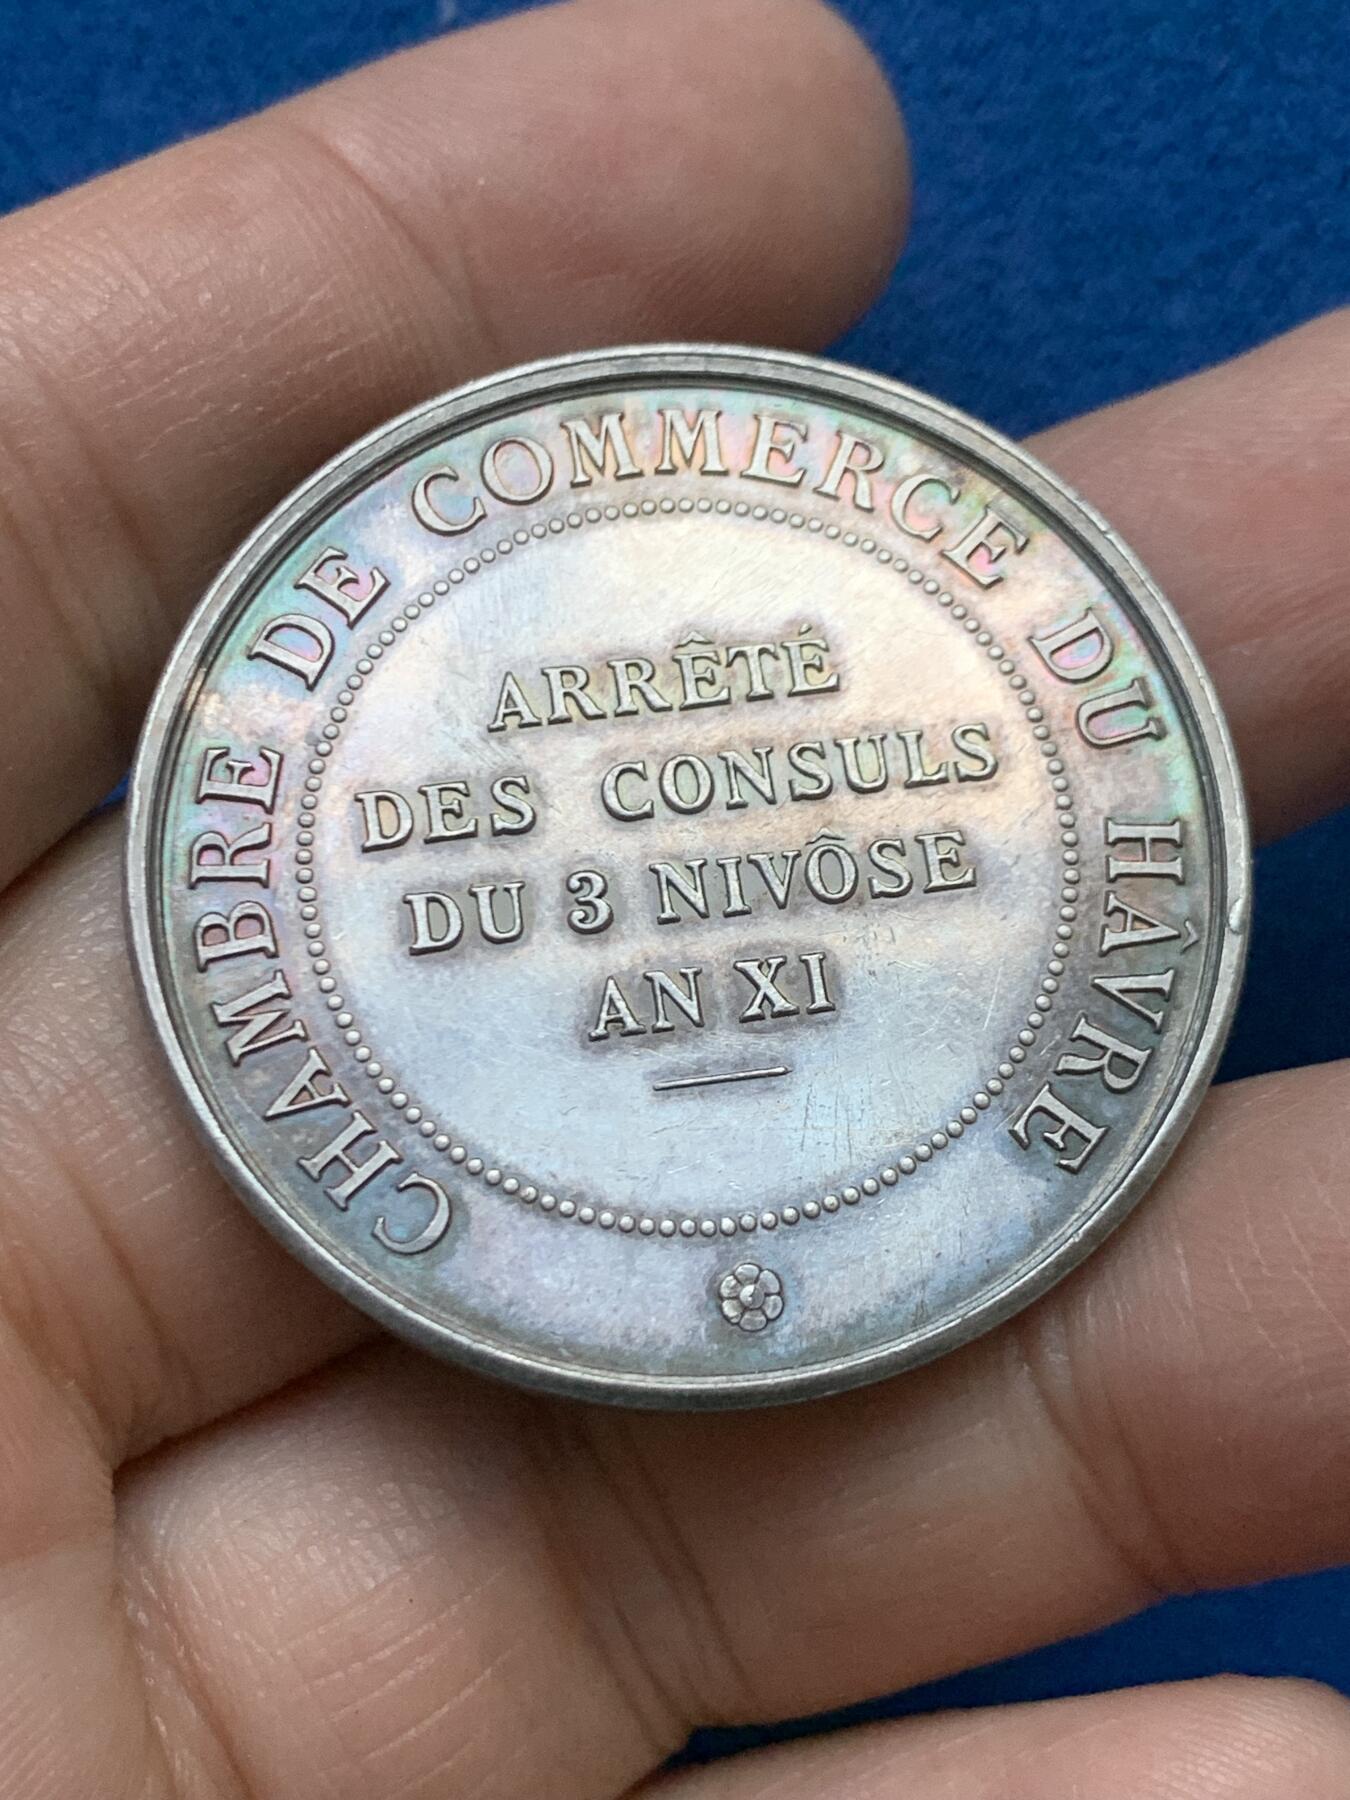 CHAMBRE DE COMMERCE DU HÂVRE
ARRÊTÉ
DES CONSULS
DU 3 NIVÔSE
AN XI